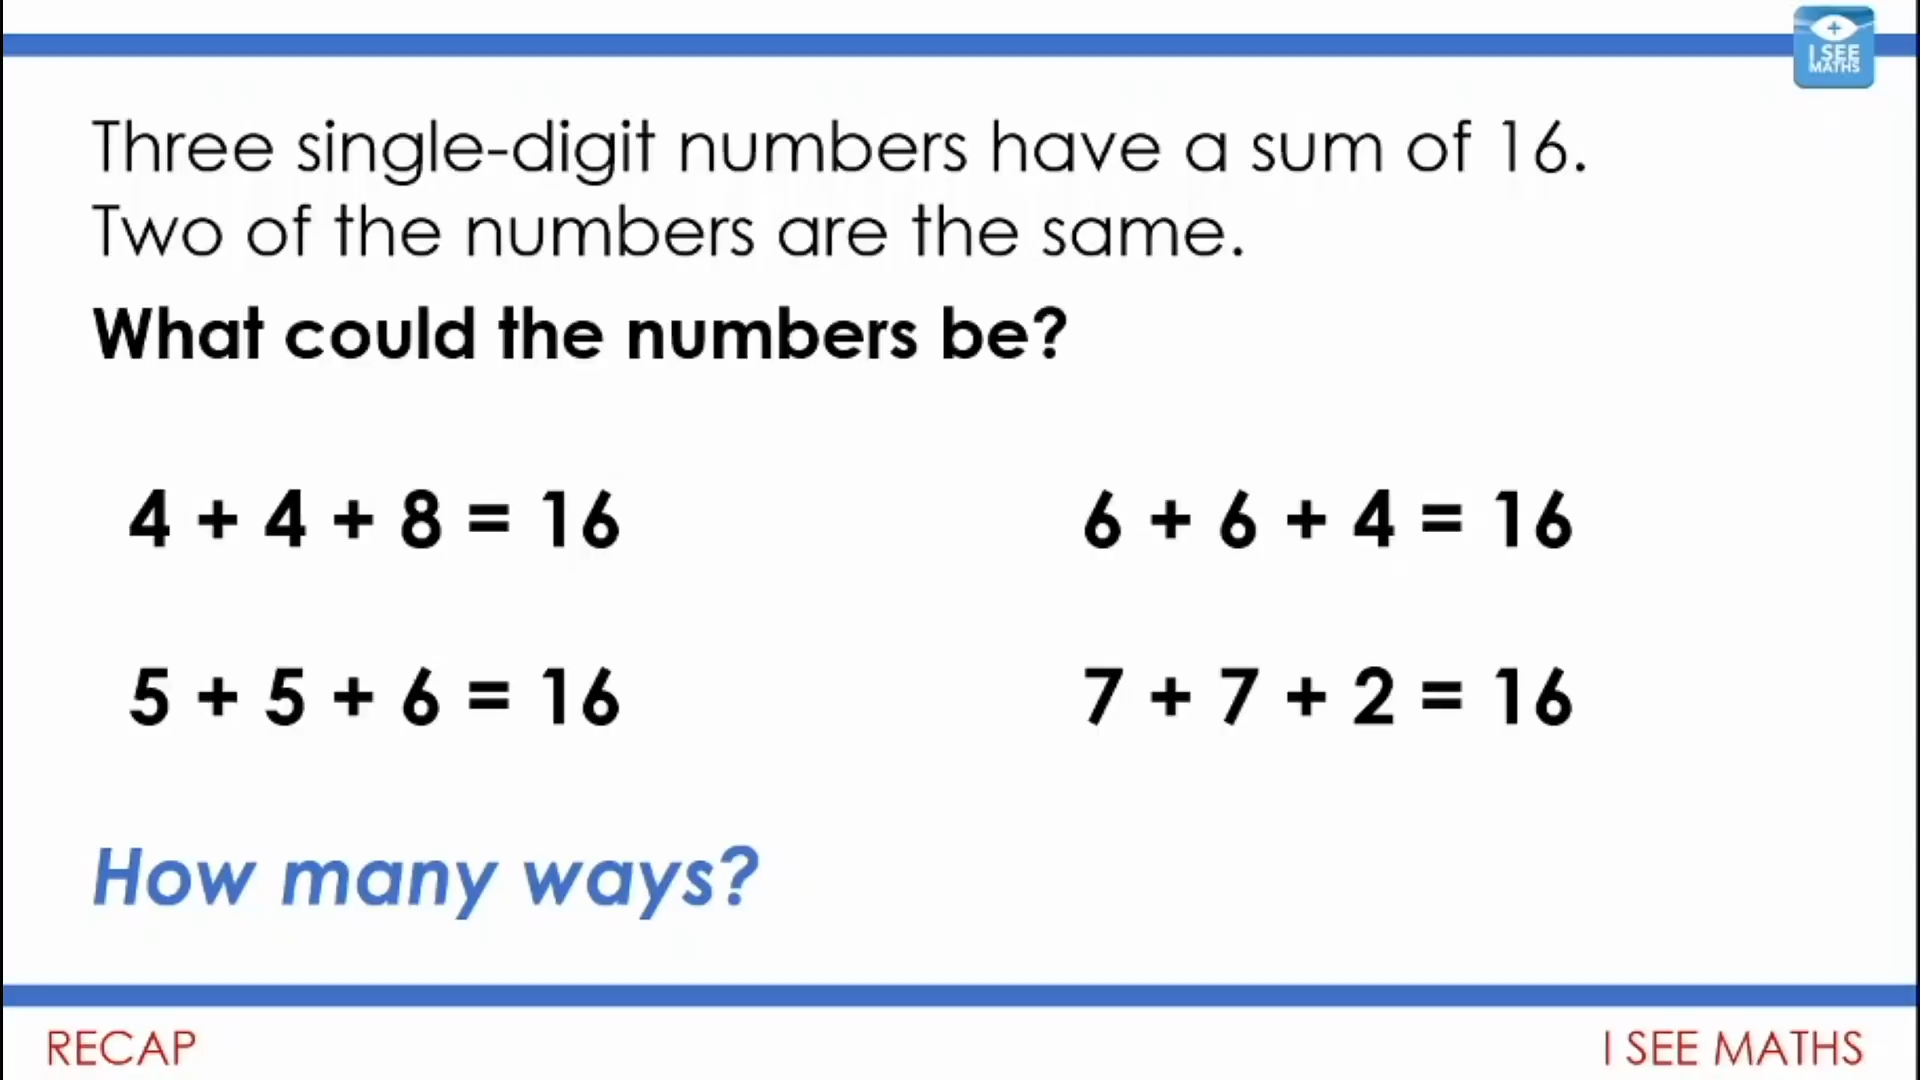 I SEE
MATHS
Three single-digit numbers have a sum of 16.
Two of the numbers are the same.
What could the numbers be?
4 + 4 + 8 = 16
6 + 6 + 4 = 16
5 + 5 + 6 = 16
7 + 7 + 2 = 16
How many ways?
RECAP
I SEE MATHS